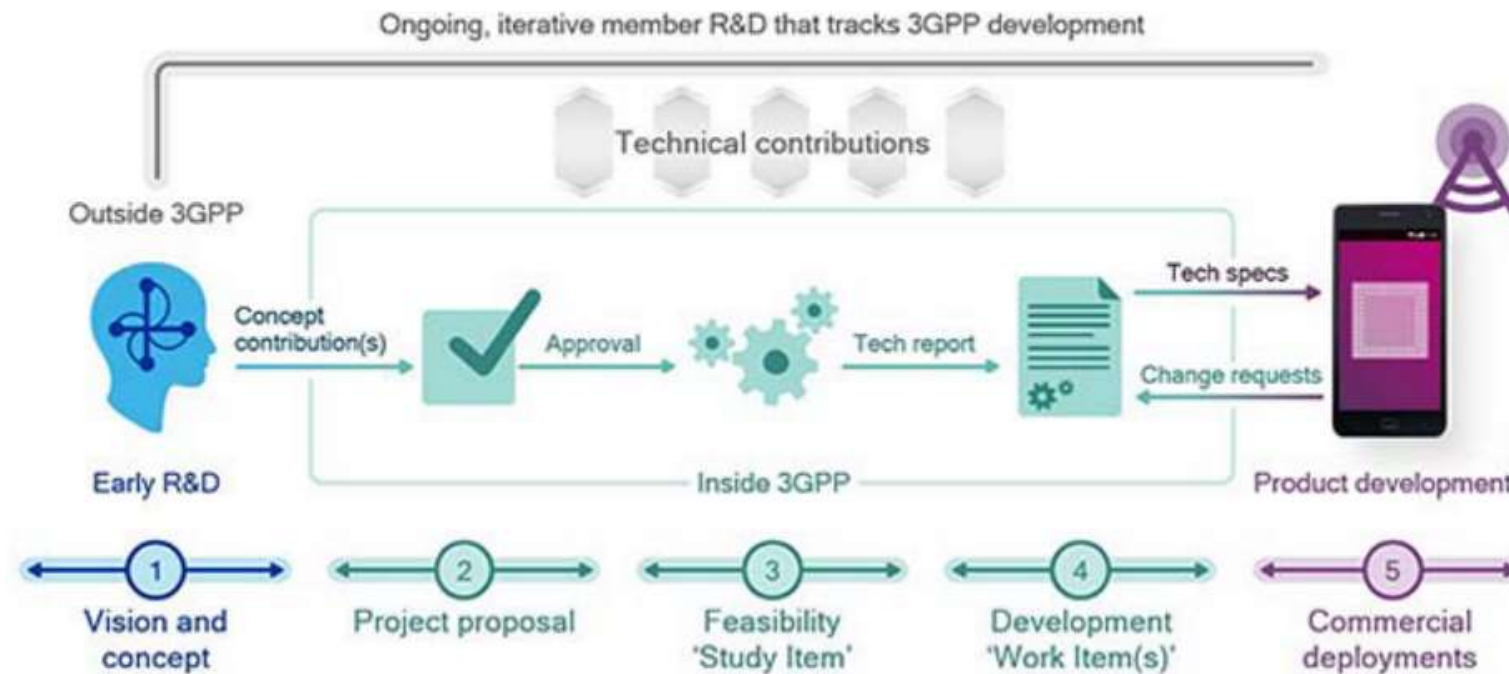 Ongoing, iterative member R&D that tracks 3GPP development
Technical contributions
Outside 3GPP
Concept
contribution(s)
Approval
Tech report
Tech specs
Change requests
Early R&D
Inside 3GPP
Product development
1
2
3
4
5
Vision and
concept
Project proposal
Feasibility
'Study Item'
Development
'Work Item(s)'
Commercial
deployments